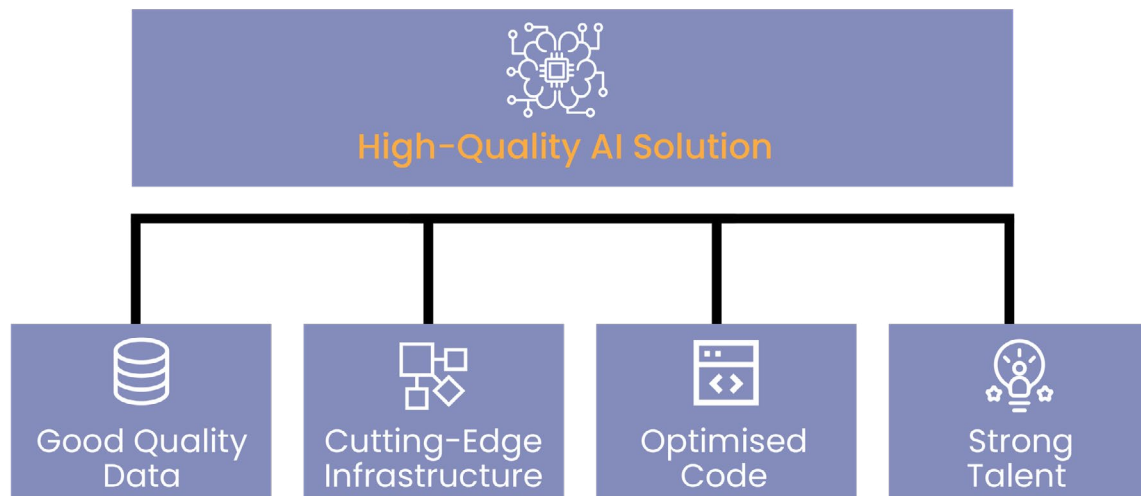 High-Quality AI Solution
Good Quality
Data
Cutting-Edge
Infrastructure
Optimised
Code
Strong
Talent